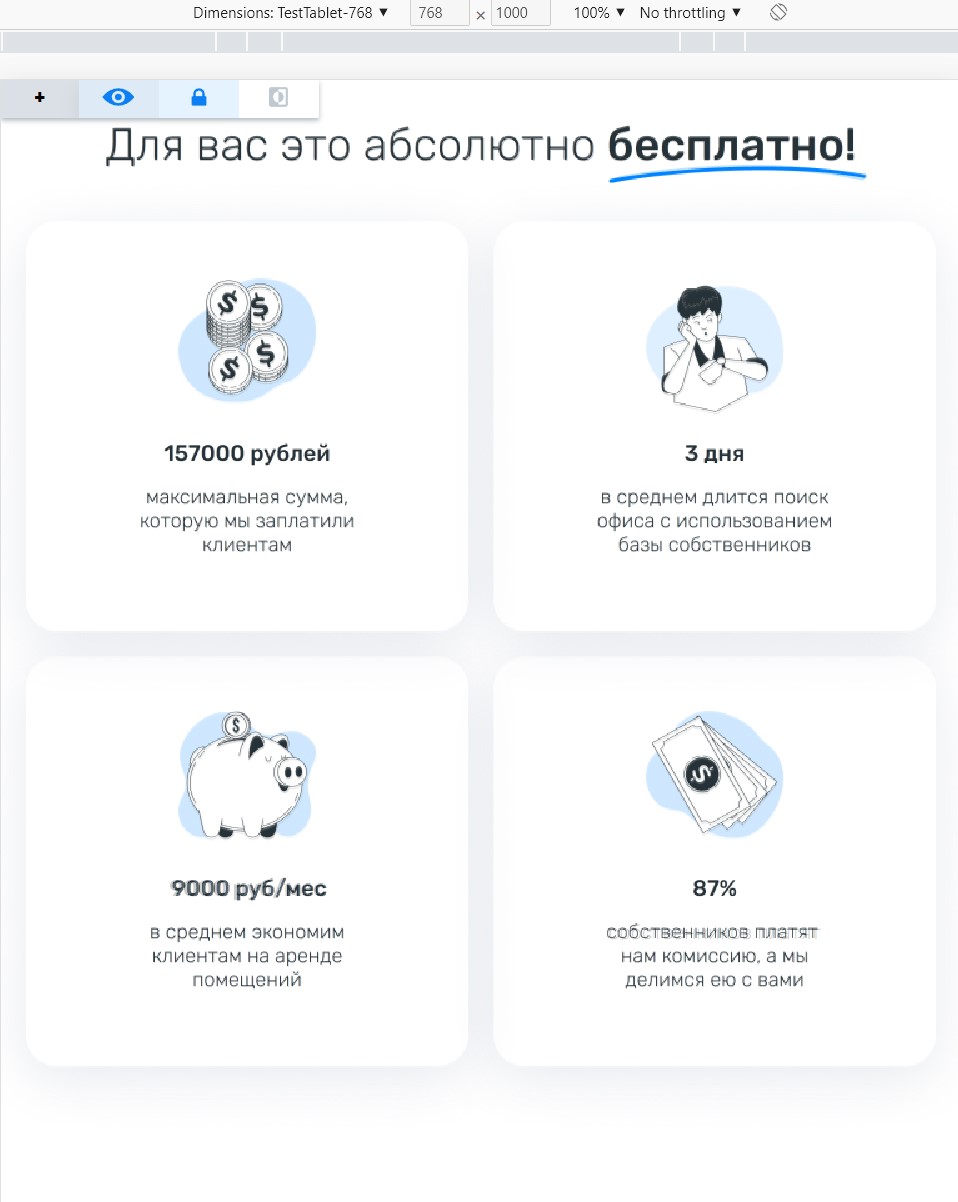 Dimensions: TestTablet-768 ▼ 768 × 1000 100% ▼ No throttling ▼
+
Для вас это абсолютно бесплатно!
$ $
$ $
157000 рублей
максимальная сумма,
которую мы заплатили
клиентам
3 дня
в среднем длится поиск
офиса с использованием
базы собственников
$
9000 руб/мес
в среднем экономим
клиентам на аренде
помещений
$
87%
собственников платят
нам комиссию, а мы
делимся ею с вами